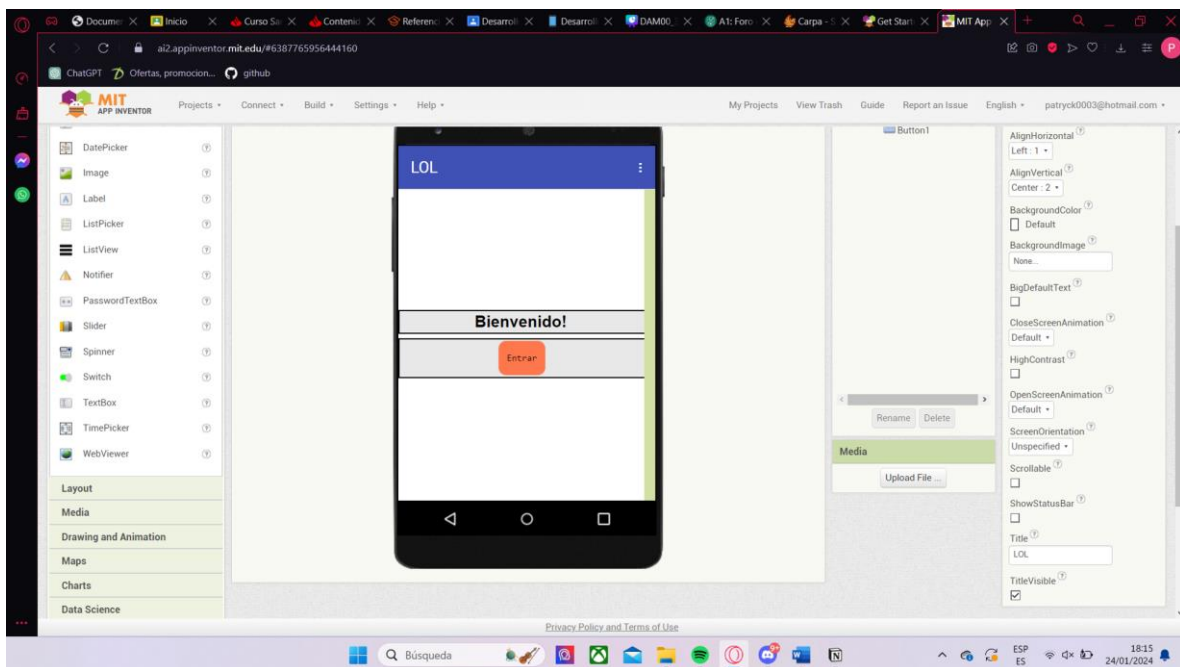 Documer
Inicio
Curso Sa
Conteni
Referenc
Desarroll
Desarroll
DAM00_
A1: Foro
Carpa - S
Get Start
MIT App
ai2.appinventor.mit.edu/#6387765956444160
ChatGPT
Ofertas, promocion...
github
MIT
APP INVENTOR
Projects
Connect
Build
Settings
Help
My Projects
View Trash
Guide
Report an Issue
English
patryck0003@hotmail.com
DatePicker
Image
Label
ListPicker
ListView
Notifier
PasswordTextBox
Slider
Spinner
Switch
TextBox
TimePicker
WebViewer
Layout
Media
Drawing and Animation
Maps
Charts
Data Science
LOL
Bienvenido!
Entrar
Button1
Rename
Delete
Media
Upload File ...
AlignHorizontal
Left : 1
AlignVertical
Center : 2
BackgroundColor
Default
BackgroundImage
None...
BigDefaultText
CloseScreenAnimation
Default
HighContrast
OpenScreenAnimation
Default
ScreenOrientation
Unspecified
Scrollable
ShowStatusBar
Title
LOL
TitleVisible
Privacy Policy and Terms of Use
Búsqueda
ESP
ES
18:15
24/01/2024